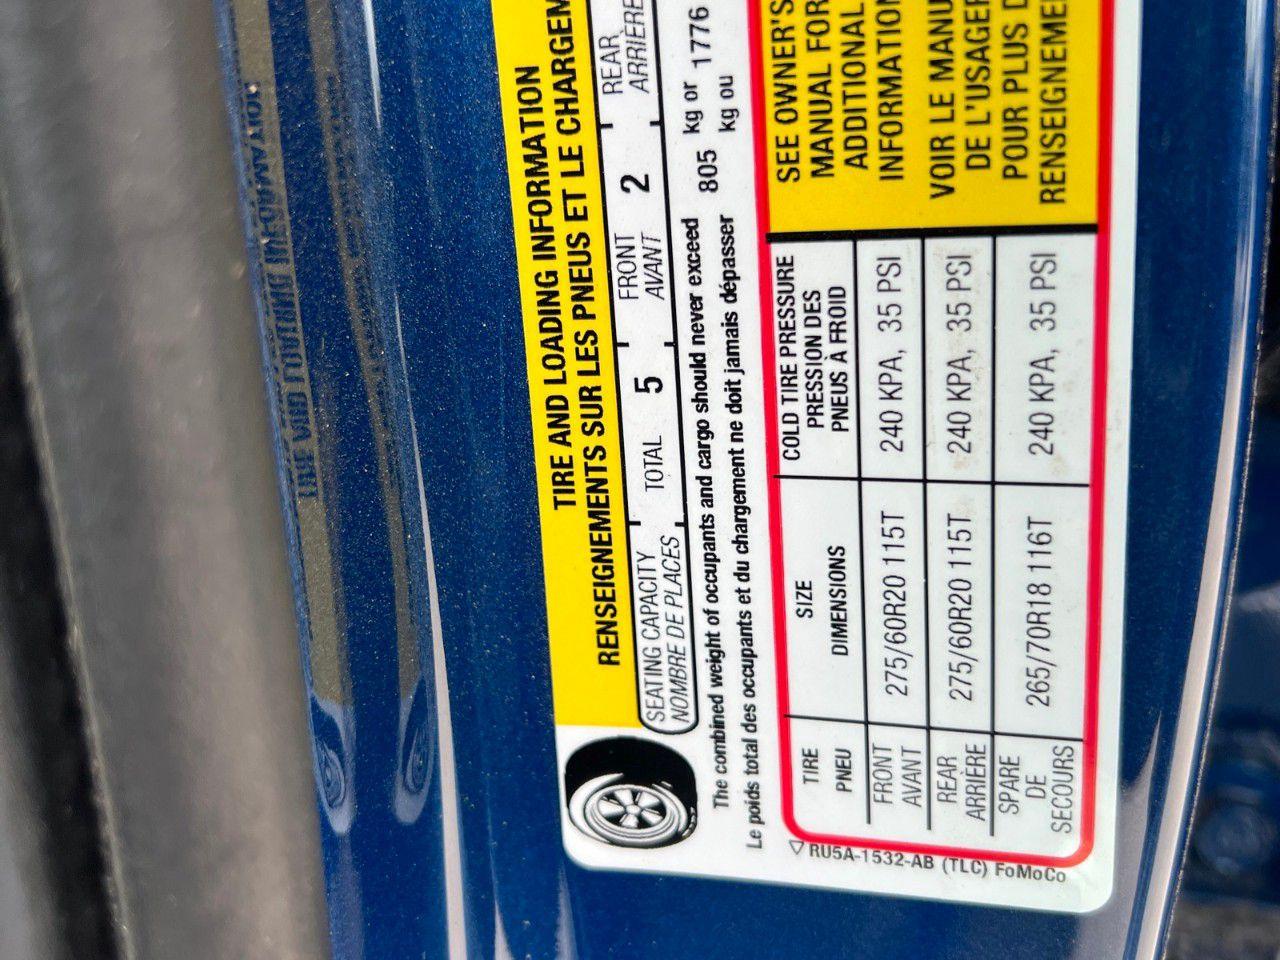 TIRE AND LOADING INFORMATION
RENSEIGNEMENTS SUR LES PNEUS ET LE
SEATING CAPACITY TOTAL 5 FRONT 2 REAR
NOMBRE DE PLACES AVANT ARRIÈRE
The combined weight of occupants and cargo should never exceed 805 kg or 1776
Le poids total des occupants et du chargement ne doit jamais dépasser kg ou
TIRE SIZE COLD TIRE PRESSURE
PNEU DIMENSIONS PRESSION DES
PNEUS À FROID
FRONT 275/60R20 115T 240 KPA, 35 PSI
AVANT
REAR 275/60R20 115T 240 KPA, 35 PSI
ARRIÈRE
SPARE 265/70R18 116T 240 KPA, 35 PSI
DE
SECOURS
SEE OWNER'S
MANUAL FOR
ADDITIONAL
VOIR LE
DE L'USAGER
POUR PLUS
RU5A-1532-AB (TLC) FoMoCo